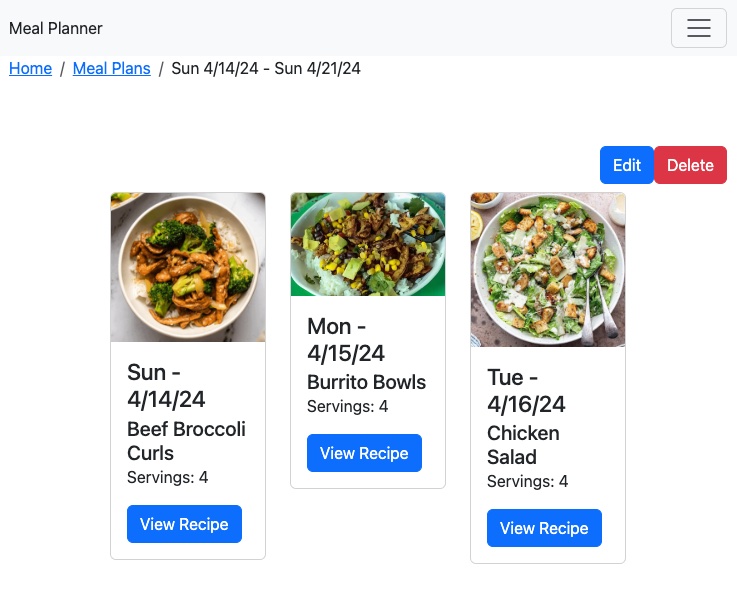 Meal Planner
Home / Meal Plans / Sun 4/14/24 - Sun 4/21/24
Edit Delete
Sun -
4/14/24
Beef Broccoli
Curls
Servings: 4
View Recipe
Mon -
4/15/24
Burrito Bowls
Servings: 4
View Recipe
Tue -
4/16/24
Chicken
Salad
Servings: 4
View Recipe